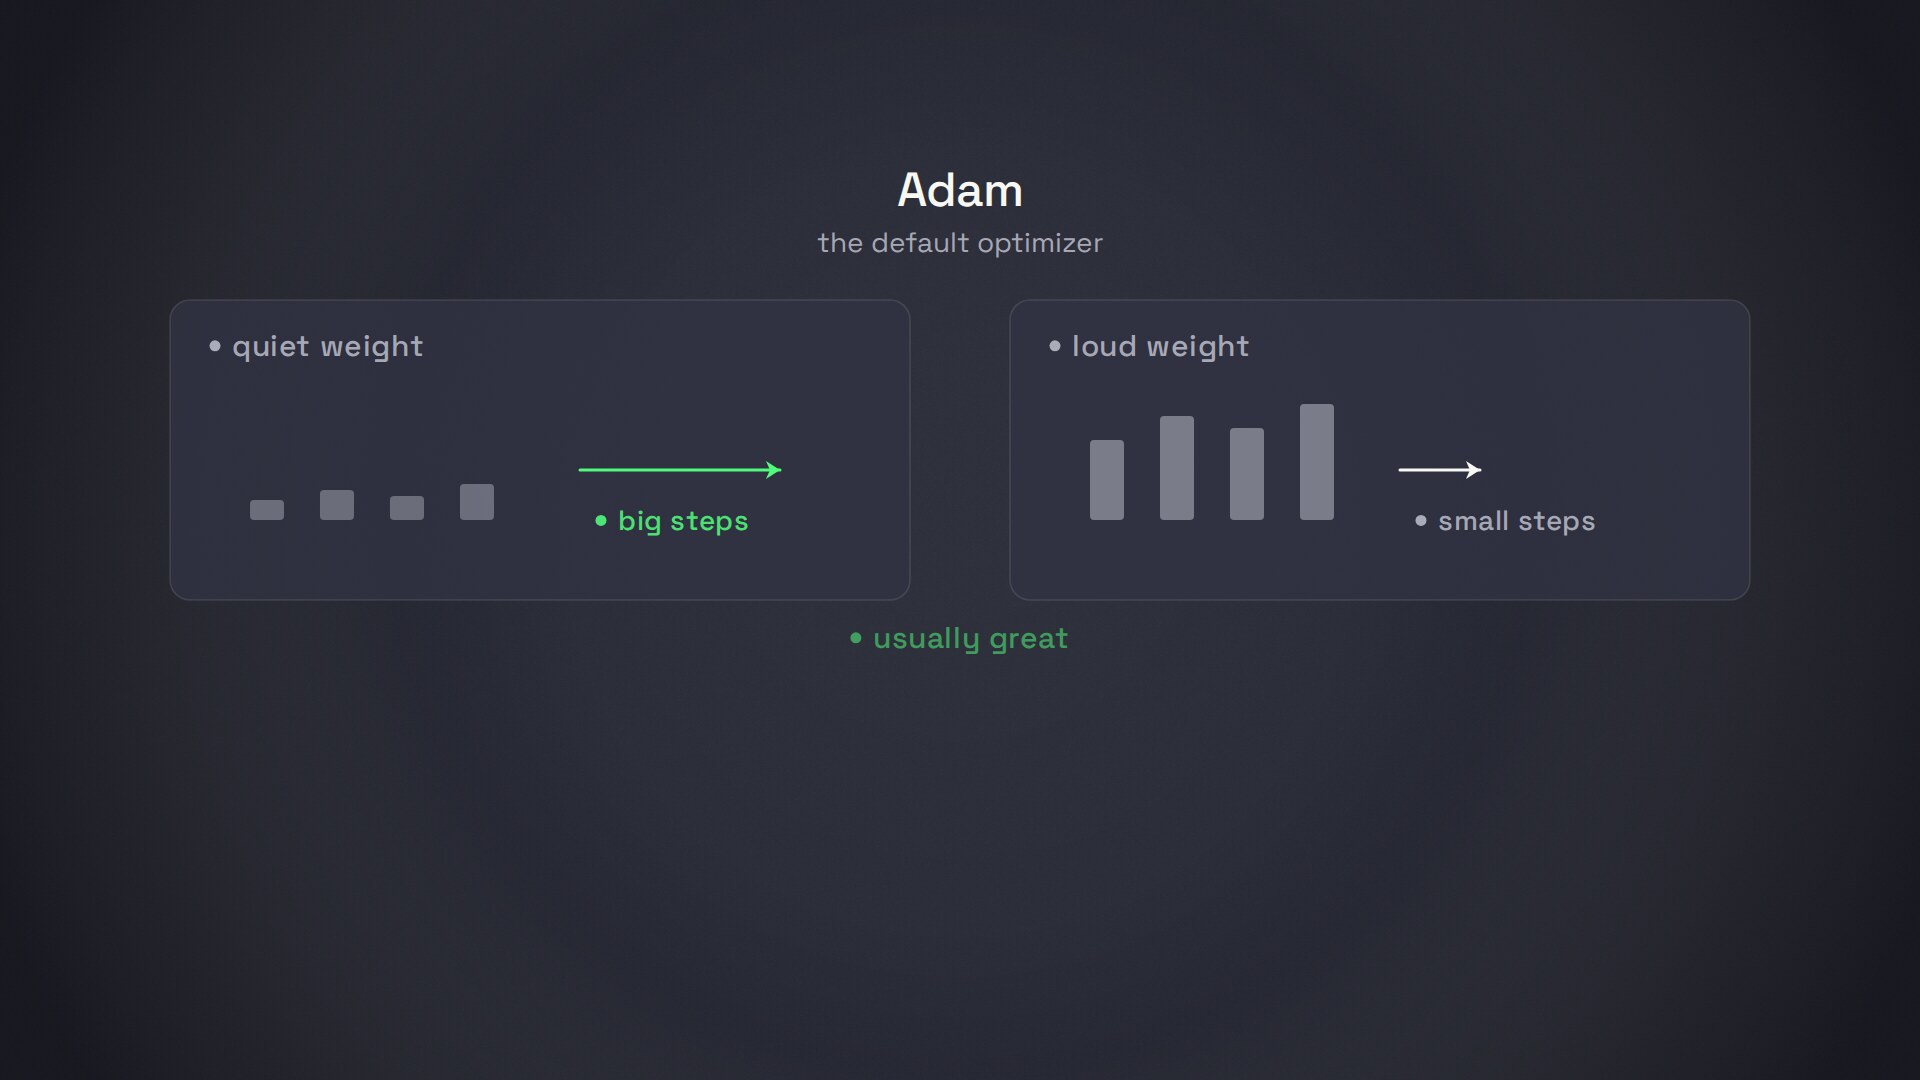 Adam
the default optimizer
quiet weight
big steps
loud weight
small steps
usually great